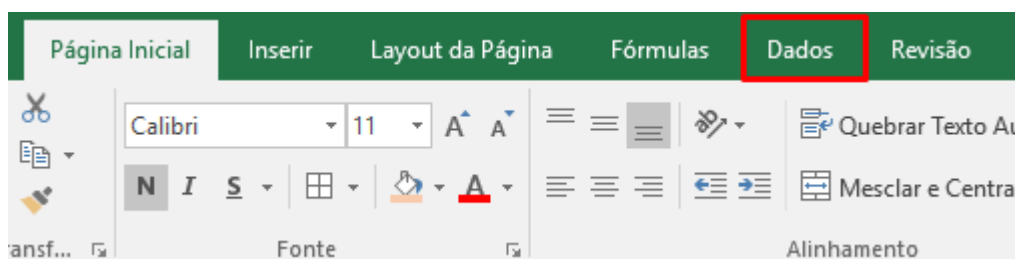 Página Inicial Inserir Layout da Página Fórmulas Dados Revisão
Calibri 11 A A Quebrar Texto Au
N I S A Mesclar e Centra
ansf... Fonte Alinhamento